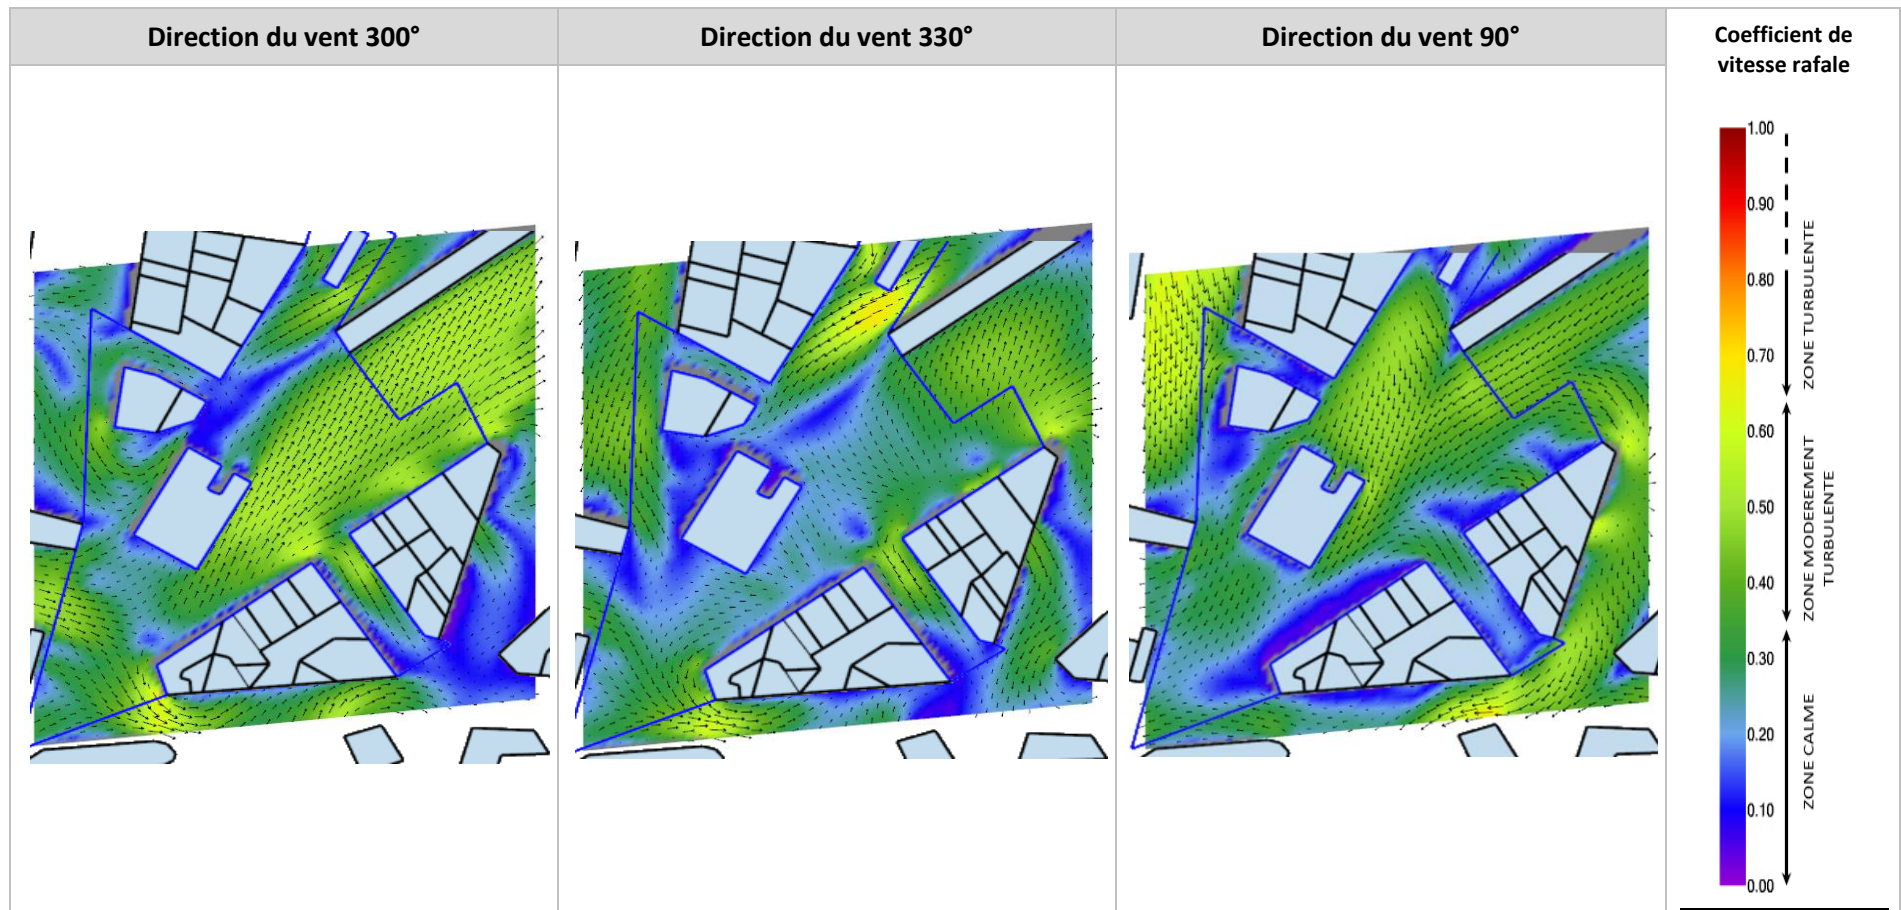 Direction du vent 300°
Direction du vent 330°
Direction du vent 90°
Coefficient de
vitesse rafale
1.00
0.90
0.80
0.70
0.60
0.50
0.40
0.30
0.20
0.10
0.00
ZONE TURBULENTE
ZONE MODEREMENT
TURBULENTE
ZONE CALME